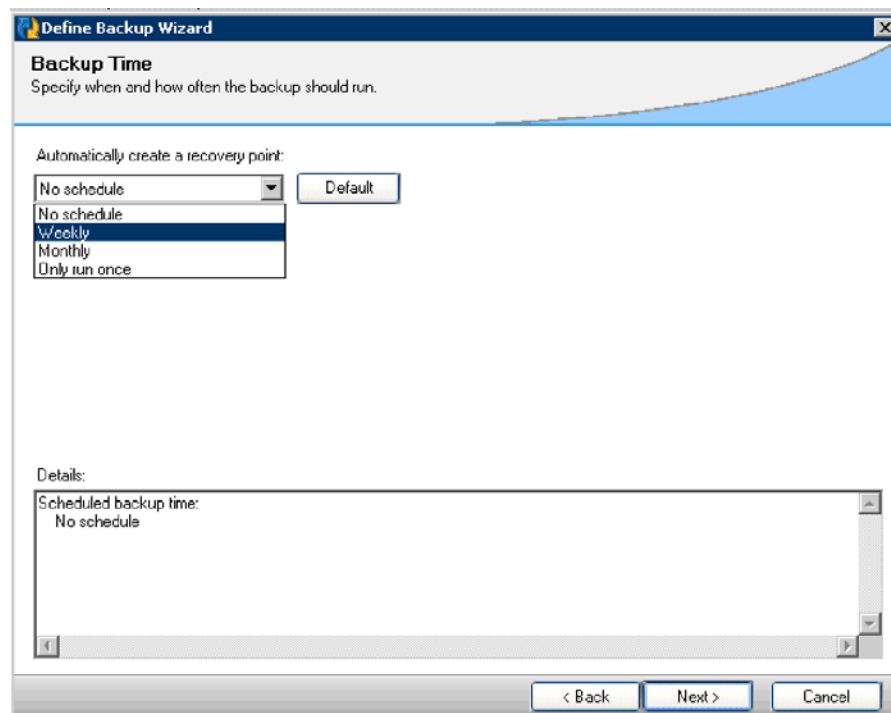 Define Backup Wizard
Backup Time
Specify when and how often the backup should run.
Automatically create a recovery point:
No schedule
Default
No schedule
Weekly
Monthly
Only run once
Details:
Scheduled backup time:
No schedule
< Back
Next >
Cancel